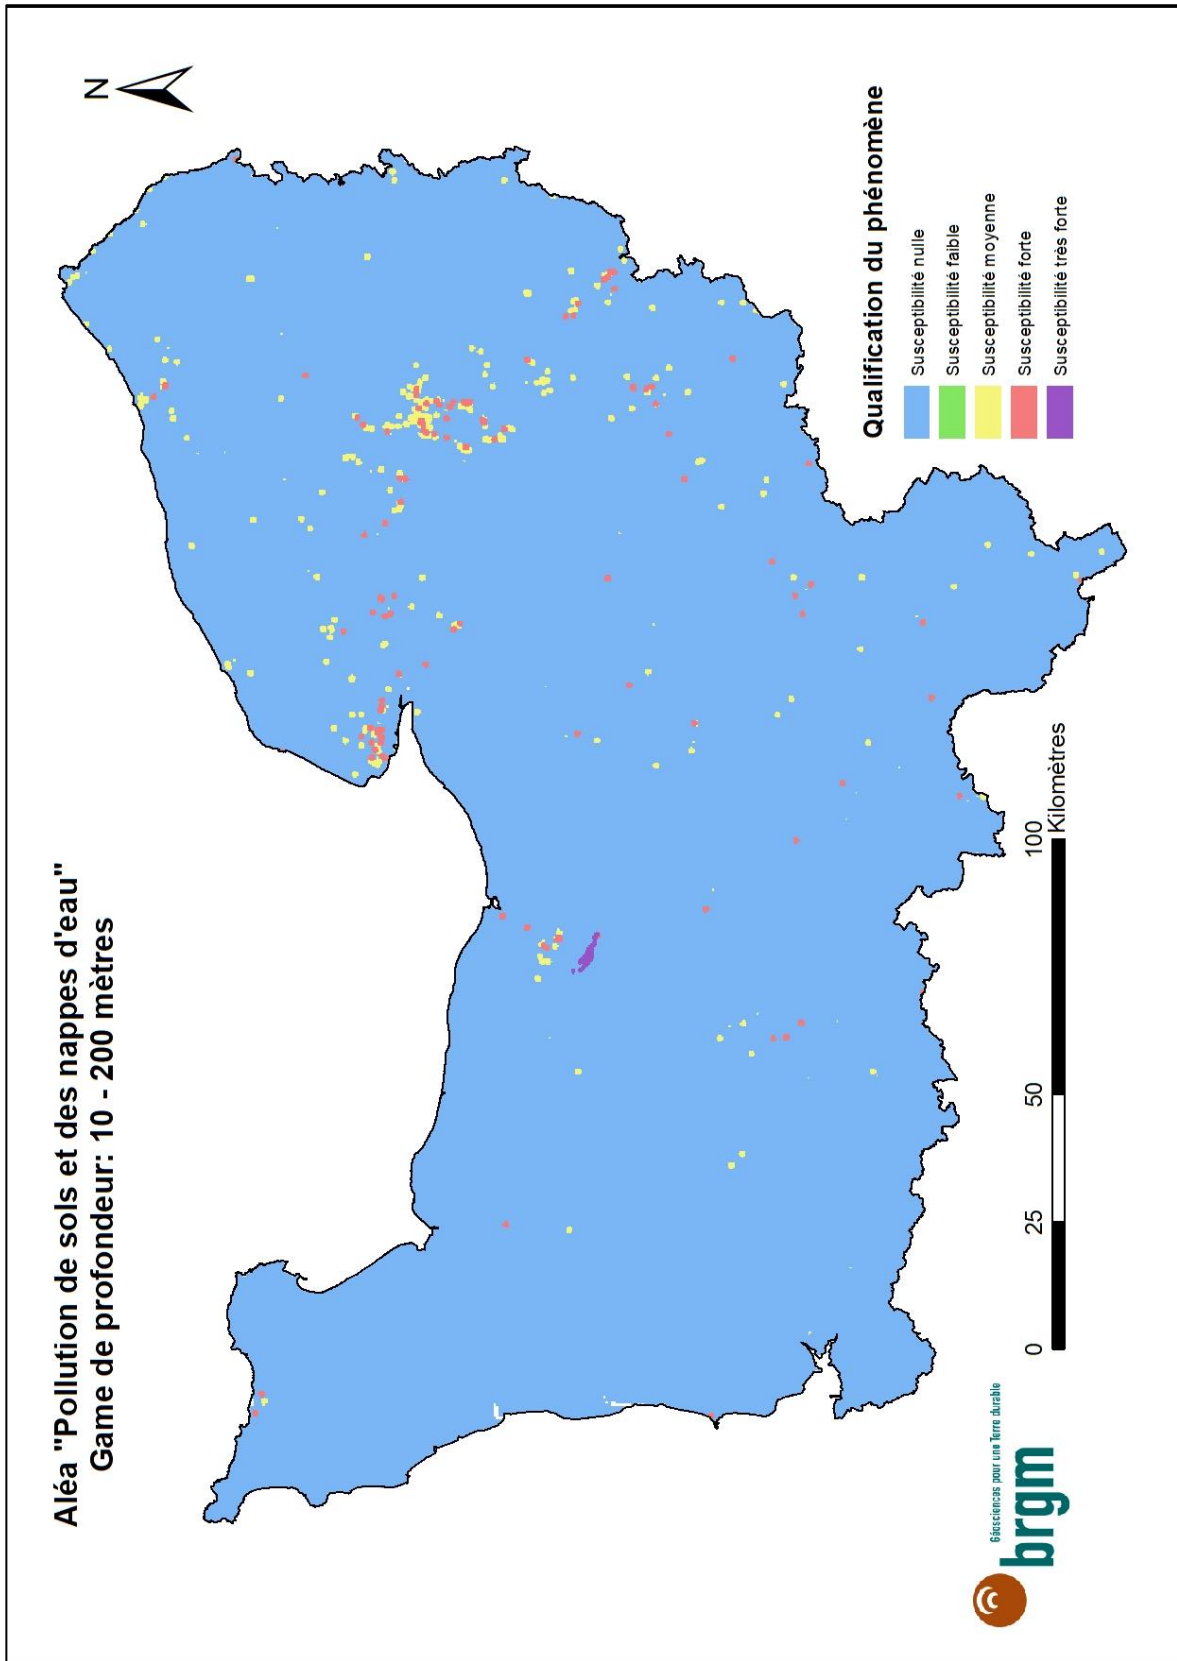 Aléa "Pollution de sols et des nappes d'eau"
Game de profondeur: 10 - 200 mètres
N
Qualification du phénomène
Susceptibilité nulle
Susceptibilité faible
Susceptibilité moyenne
Susceptibilité forte
Susceptibilité trés forte
0 25 50 100
Kilomètres
Géosciences pour une Terre durable
brgm